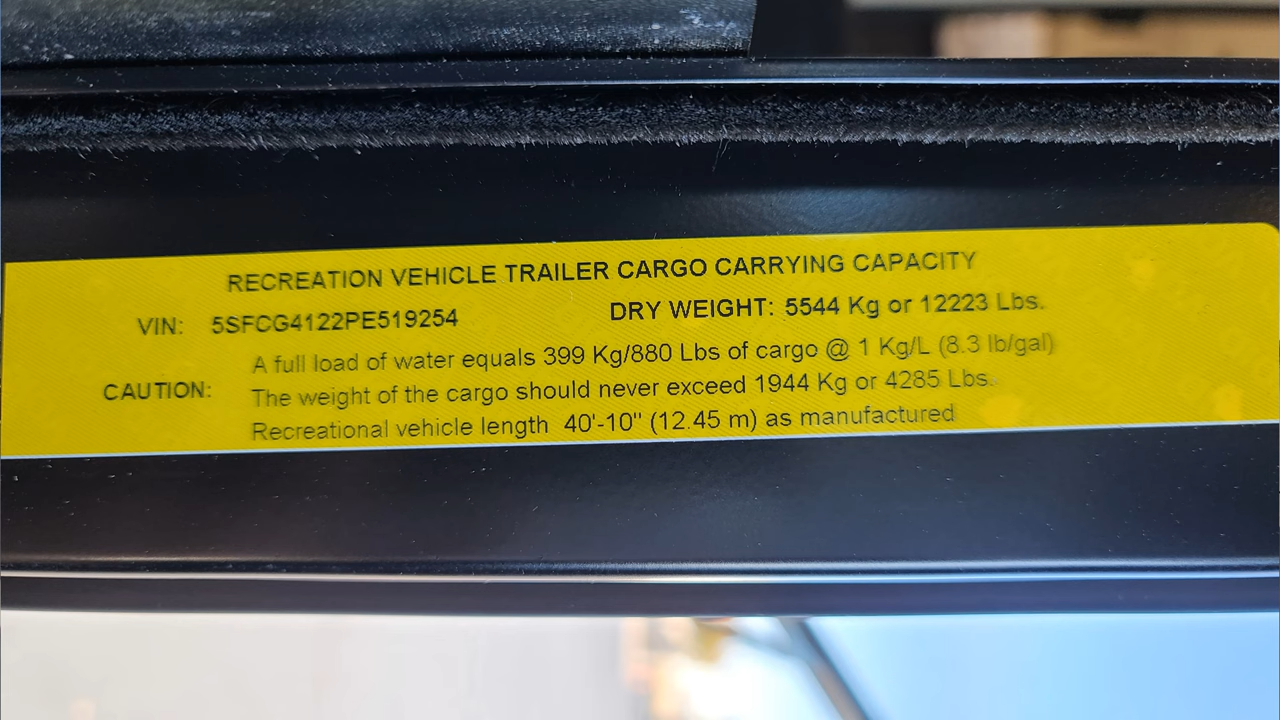 RECREATION VEHICLE TRAILER CARGO CARRYING CAPACITY
VIN: 5SFCG4122PE519254 DRY WEIGHT: 5544 Kg or 12223 Lbs.
A full load of water equals 399 Kg/880 Lbs of cargo @ 1 Kg/L (8.3 lb/gal)
CAUTION: The weight of the cargo should never exceed 1944 Kg or 4285 Lbs.
Recreational vehicle length 40'-10" (12.45 m) as manufactured